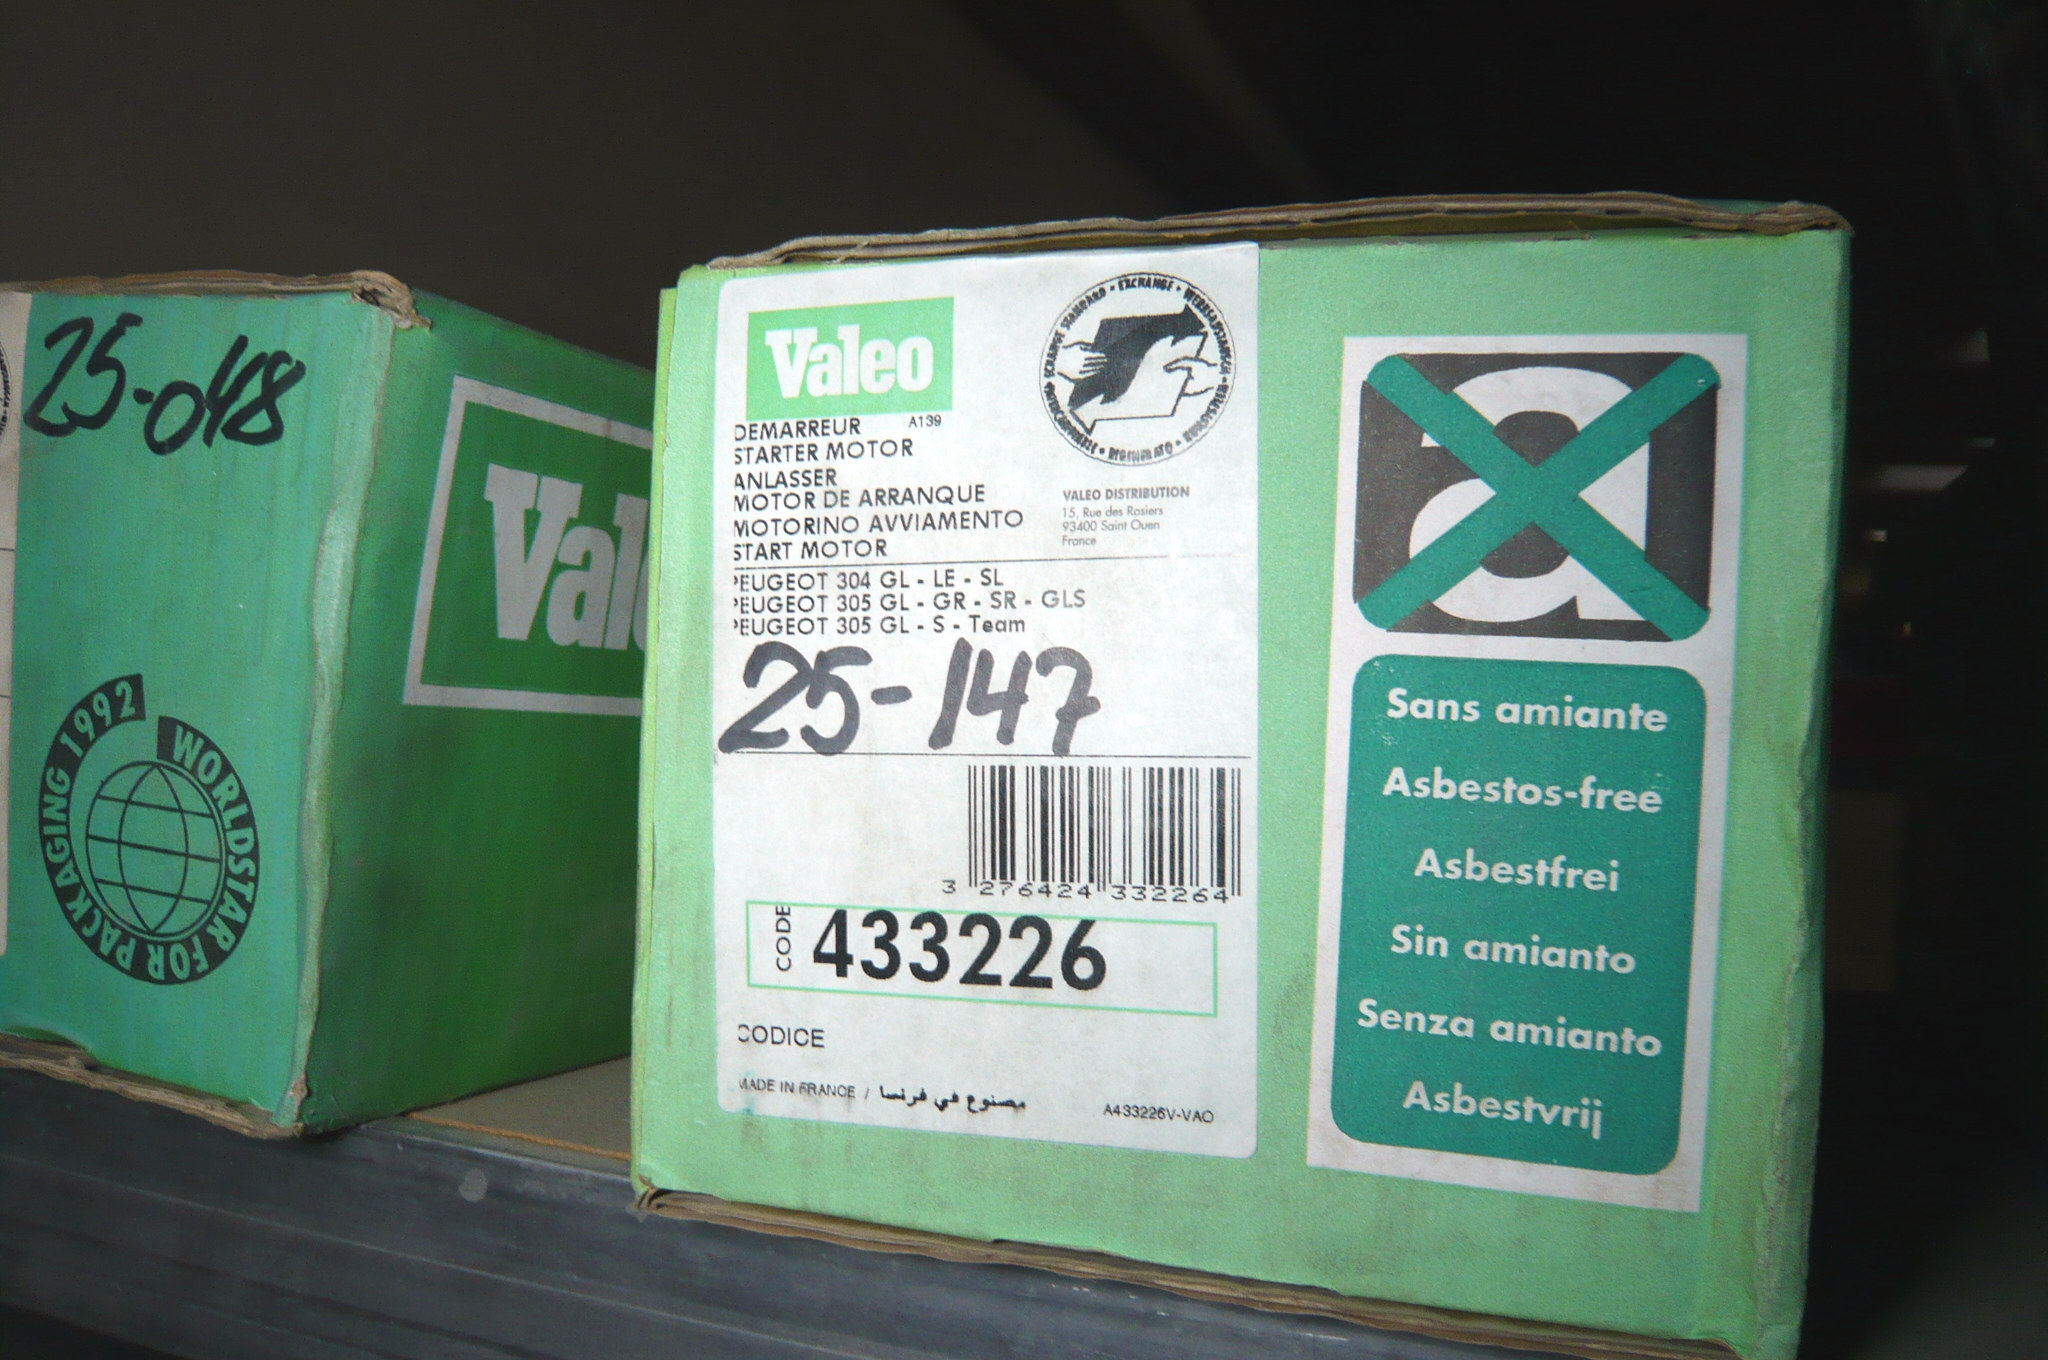 25-048
WORLDSTAR FOR PACKAGING 1992
Valeo
DEMARREUR A139
STARTER MOTOR
ANLASSER
MOTOR DE ARRANQUE
MOTORINO AVVIAMENTO
START MOTOR
EXCHANGE
VALEO DISTRIBUTION
15, Rue des Rosiers
93400 Saint Ouen
France
PEUGEOT 304 GL - LE - SL
PEUGEOT 305 GL - GR - SR - GLS
PEUGEOT 305 GL - S - Team
25-147
3 276424 332264
CODE 433226
CODICE
MADE IN FRANCE / مصنوع في فرنسا
A433226V-VAO
a
Sans amiante
Asbestos-free
Asbestfrei
Sin amianto
Senza amianto
Asbestvrij